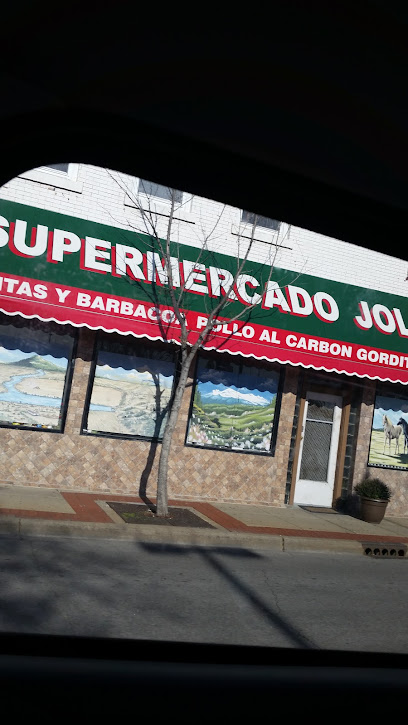 SUPERMERCADO JOL
ITAS Y BARBACOA POLLO AL CARBON GORDIT